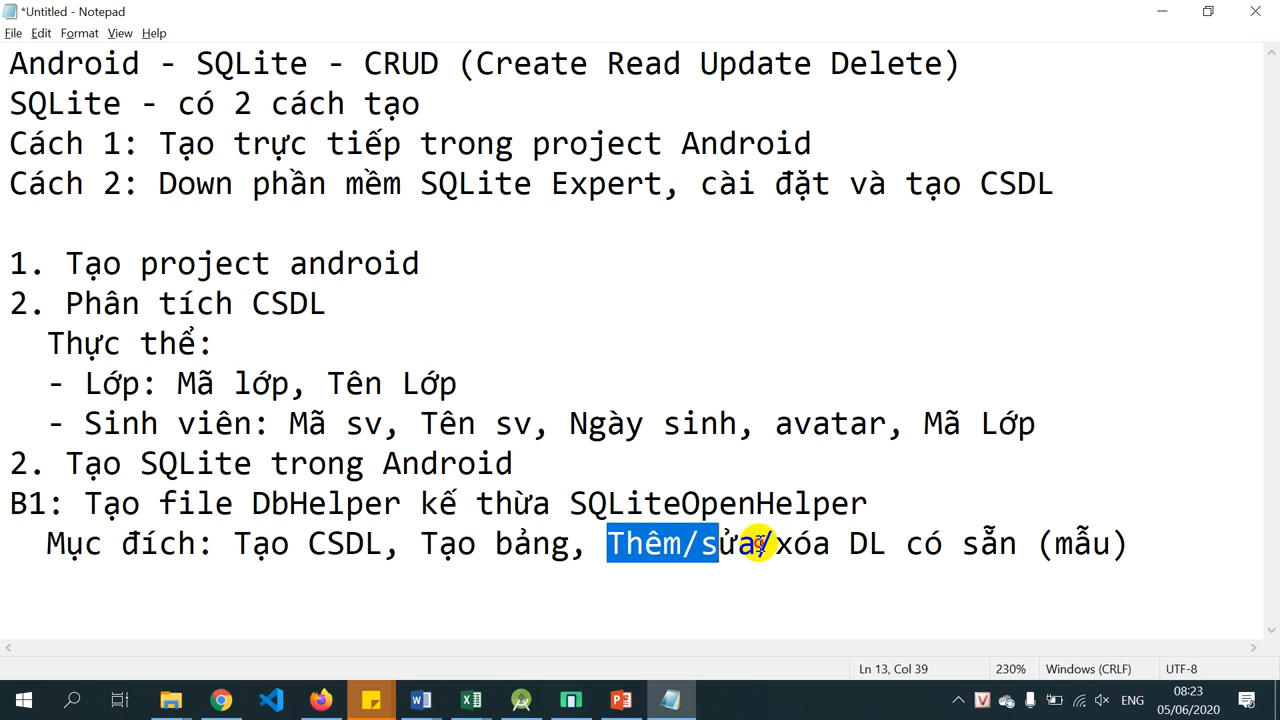 *Untitled - Notepad
File Edit Format View Help
Android - SQLite - CRUD (Create Read Update Delete)
SQLite - có 2 cách tạo
Cách 1: Tạo trực tiếp trong project Android
Cách 2: Down phần mềm SQLite Expert, cài đặt và tạo CSDL
1. Tạo project android
2. Phân tích CSDL
Thực thể:
- Lớp: Mã lớp, Tên Lớp
- Sinh viên: Mã sv, Tên sv, Ngày sinh, avatar, Mã Lớp
2. Tạo SQLite trong Android
B1: Tạo file DbHelper kế thừa SQLiteOpenHelper
Mục đích: Tạo CSDL, Tạo bảng, Thêm/sửa/xóa DL có sẵn (mẫu)
Ln 13, Col 39 230% Windows (CRLF) UTF-8
ENG 08:23
05/06/2020